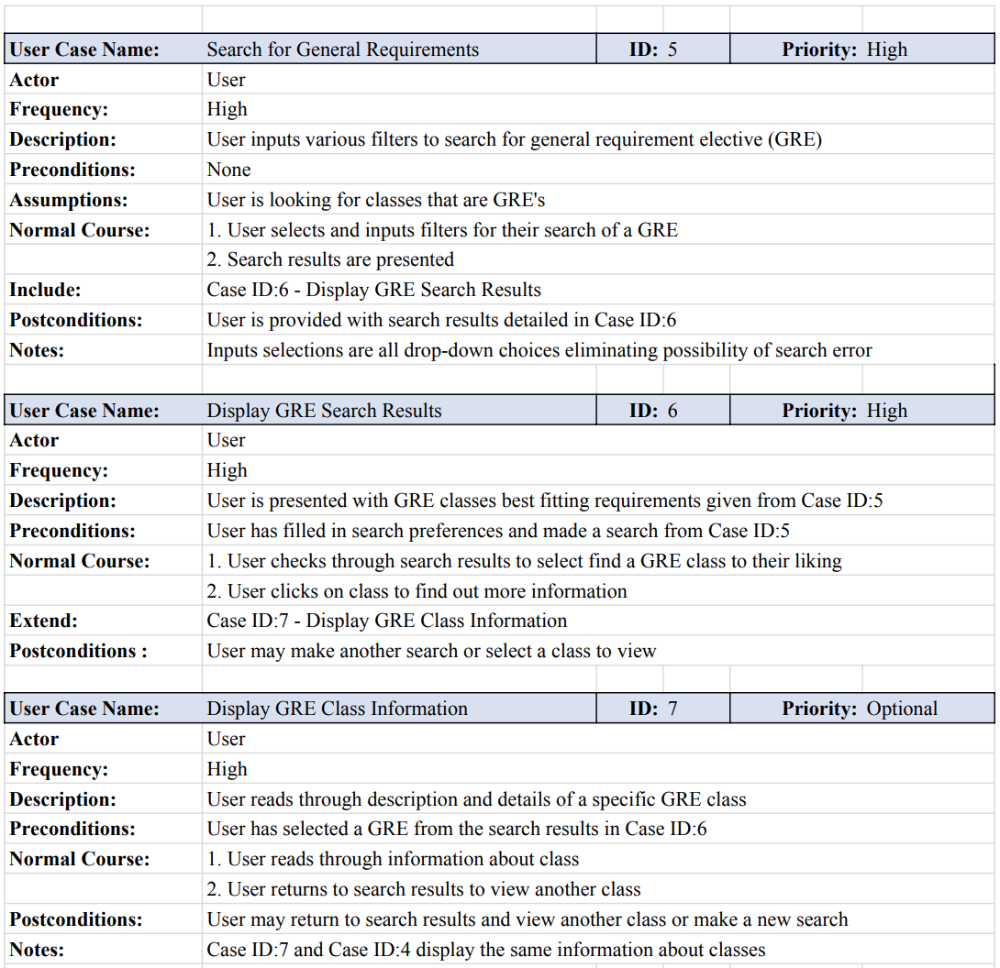 User Case Name: Search for General Requirements ID: 5 Priority: High
Actor User
Frequency: High
Description: User inputs various filters to search for general requirement elective (GRE)
Preconditions: None
Assumptions: User is looking for classes that are GRE's
Normal Course: 1. User selects and inputs filters for their search of a GRE
2. Search results are presented
Include: Case ID:6 - Display GRE Search Results
Postconditions: User is provided with search results detailed in Case ID:6
Notes: Inputs selections are all drop-down choices eliminating possibility of search error
User Case Name: Display GRE Search Results ID: 6 Priority: High
Actor User
Frequency: High
Description: User is presented with GRE classes best fitting requirements given from Case ID:5
Preconditions: User has filled in search preferences and made a search from Case ID:5
Normal Course: 1. User checks through search results to select find a GRE class to their liking
2. User clicks on class to find out more information
Extend: Case ID:7 - Display GRE Class Information
Postconditions : User may make another search or select a class to view
User Case Name: Display GRE Class Information ID: 7 Priority: Optional
Actor User
Frequency: High
Description: User reads through description and details of a specific GRE class
Preconditions: User has selected a GRE from the search results in Case ID:6
Normal Course: 1. User reads through information about class
2. User returns to search results to view another class
Postconditions: User may return to search results and view another class or make a new search
Notes: Case ID:7 and Case ID:4 display the same information about classes